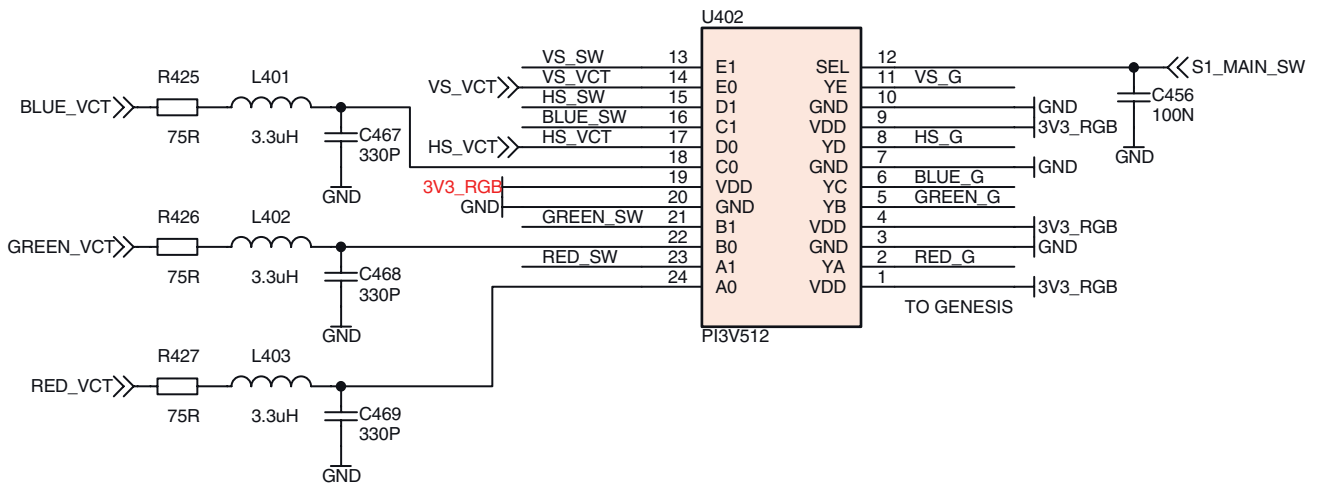 U402
VS_SW 13 E1 SEL 12 S1_MAIN_SW
VS_VCT VS_VCT 14 E0 YE 11 VS_G
HS_SW 15 D1 GND 10 GND
BLUE_SW 16 C1 VDD 9 3V3_RGB
HS_VCT HS_VCT 17 D0 YD 8 HS_G
18 C0 GND 7 GND
3V3_RGB 19 VDD YC 6 BLUE_G
GND 20 GND YB 5 GREEN_G
GREEN_SW 21 B1 VDD 4 3V3_RGB
22 B0 GND 3 GND
RED_SW 23 A1 YA 2 RED_G
24 A0 VDD 1 3V3_RGB
TO GENESIS
PI3V512
C456
100N
GND
R425 L401
BLUE_VCT
75R 3.3uH
C467
330P
GND
R426 L402
GREEN_VCT
75R 3.3uH
C468
330P
GND
R427 L403
RED_VCT
75R 3.3uH
C469
330P
GND